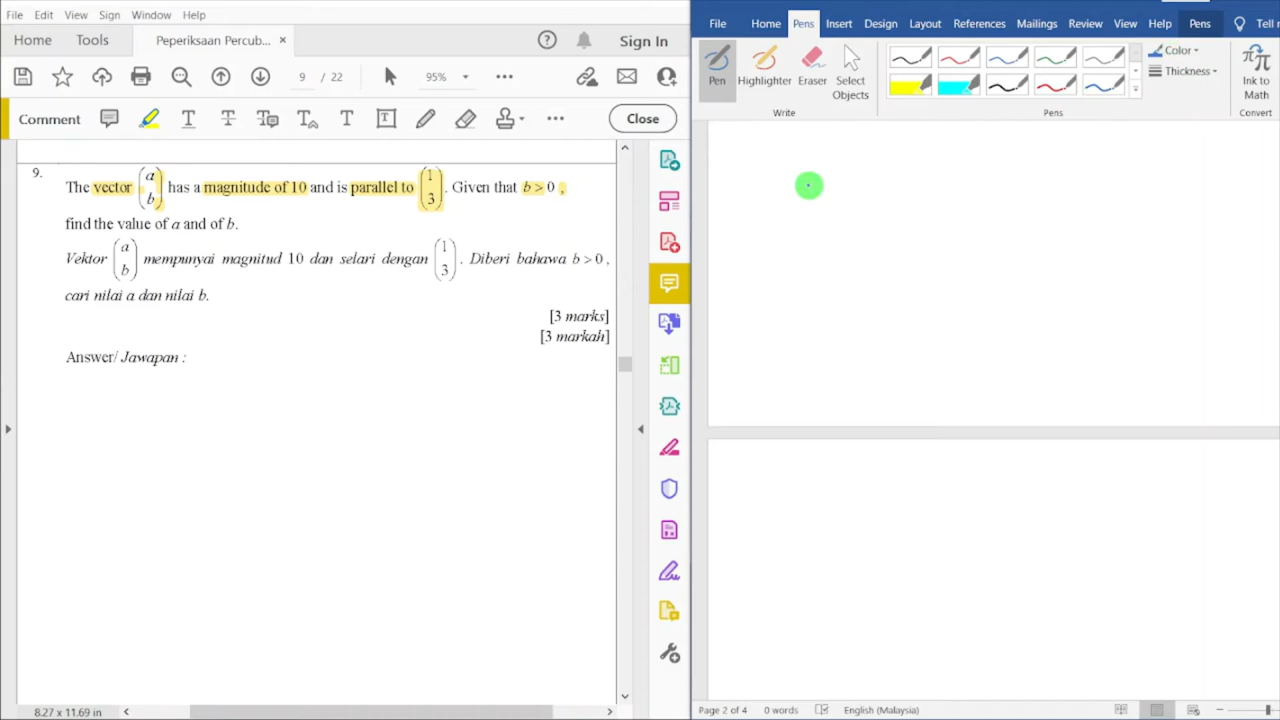 File Edit View Sign Window Help
Home Tools Peperiksaan Percub... × Sign In
9 / 22 95%
Comment Close
9. The vector (a b) has a magnitude of 10 and is parallel to (1 3). Given that b > 0 ,
find the value of a and of b.
Vektor (a b) mempunyai magnitud 10 dan selari dengan (1 3). Diberi bahawa b > 0,
cari nilai a dan nilai b.
[3 marks]
[3 markah]
Answer/ Jawapan :
8.27 x 11.69 in
File Home Pens Insert Design Layout References Mailings Review View Help Pens Tell
Pen Highlighter Eraser Select Objects
Color
Thickness
Ink to Math
Write Pens Convert
Page 2 of 4 0 words English (Malaysia)